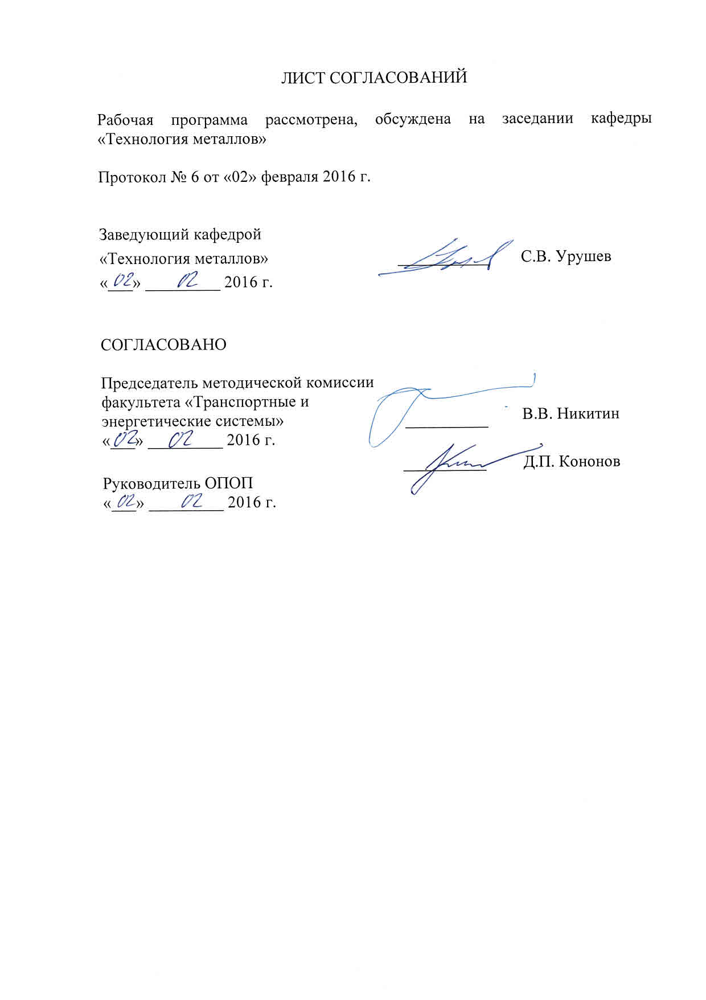 ЛИСТ СОГЛАСОВАНИЙ
Рабочая программа рассмотрена, обсуждена на заседании кафедры
«Технология металлов»
Протокол № 6 от «02» февраля 2016 г.
Заведующий кафедрой
«Технология металлов» С.В. Урушев
«02» 02 2016 г.
СОГЛАСОВАНО
Председатель методической комиссии
факультета «Транспортные и
энергетические системы» В.В. Никитин
«02» 02 2016 г.
Д.П. Кононов
Руководитель ОПОП
«02» 02 2016 г.